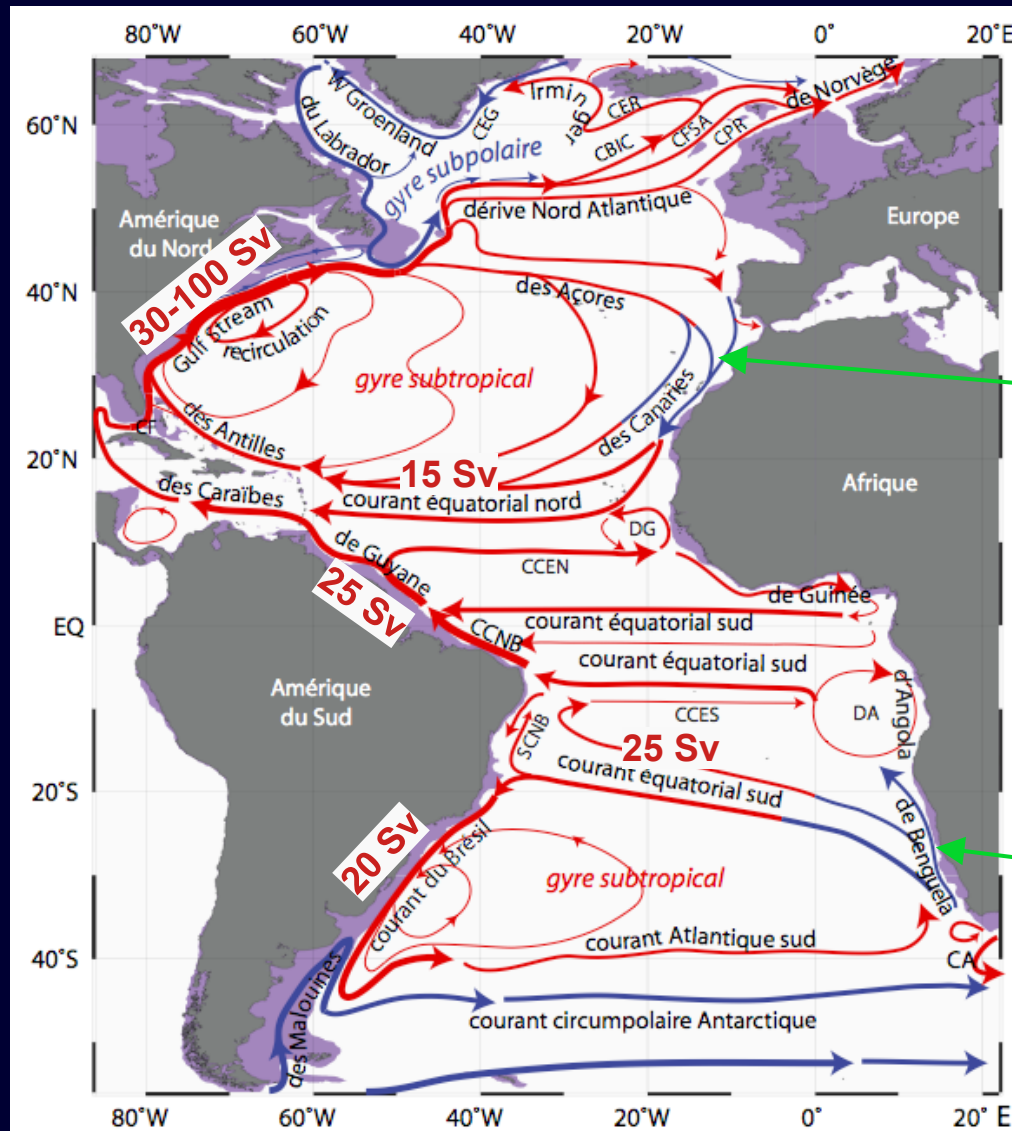 80˚W 60˚W 40˚W 20˚W 0˚ 20˚E
60˚N
40˚N
20˚N
EQ
20˚S
40˚S
W Groenland
du Labrador
CEG
Irmin
ger
CER
CBIC
CFSA
CPR
de Norvège
gyre subpolaire
dérive Nord Atlantique
Amérique
du Nord
Europe
30-100 Sv
Gulf Stream
recirculation
des Açores
gyre subtropical
des Canaries
CF
des Antilles
15 Sv
courant équatorial nord
des Caraïbes
Afrique
DG
de Guyane
CCEN
25 Sv
de Guinée
courant équatorial sud
CCNB
courant équatorial sud
Amérique
du Sud
d'Angola
DA
SCNB
CCES
25 Sv
courant équatorial sud
de Benguela
20 Sv
courant du Brésil
gyre subtropical
courant Atlantique sud
CA
des Malouines
courant circumpolaire Antarctique
80˚W 60˚W 40˚W 20˚W 0˚ 20˚ E